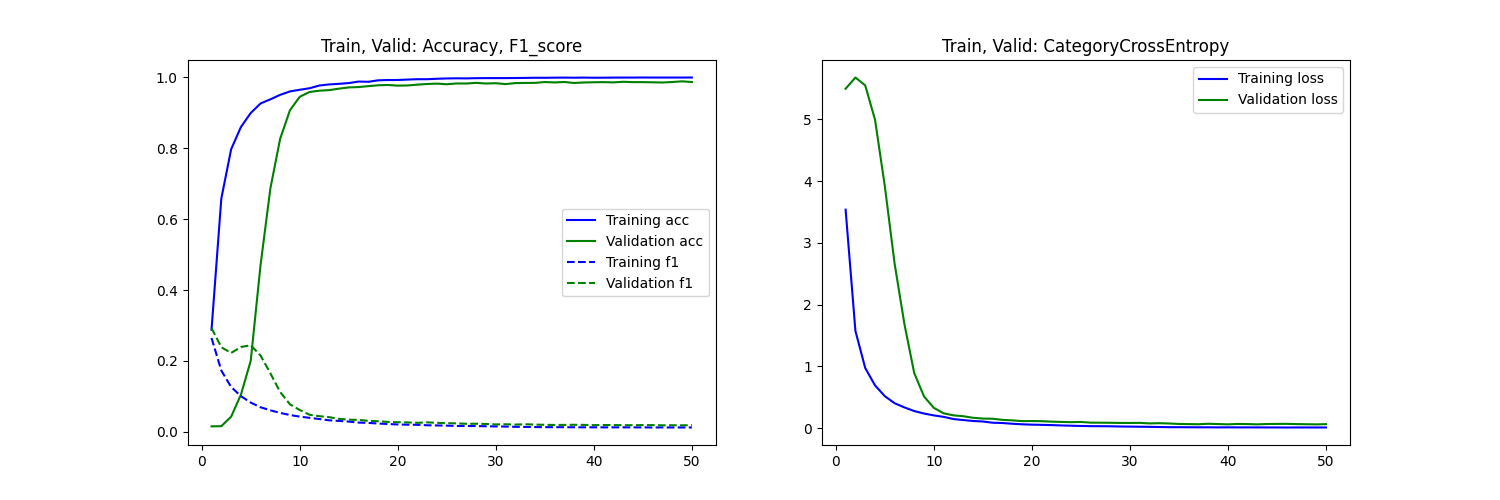 Train, Valid: Accuracy, F1_score
1.0
0.8
0.6
0.4
0.2
0.0
0 10 20 30 40 50
Training acc
Validation acc
Training f1
Validation f1
Train, Valid: CategoryCrossEntropy
5
4
3
2
1
0
0 10 20 30 40 50
Training loss
Validation loss